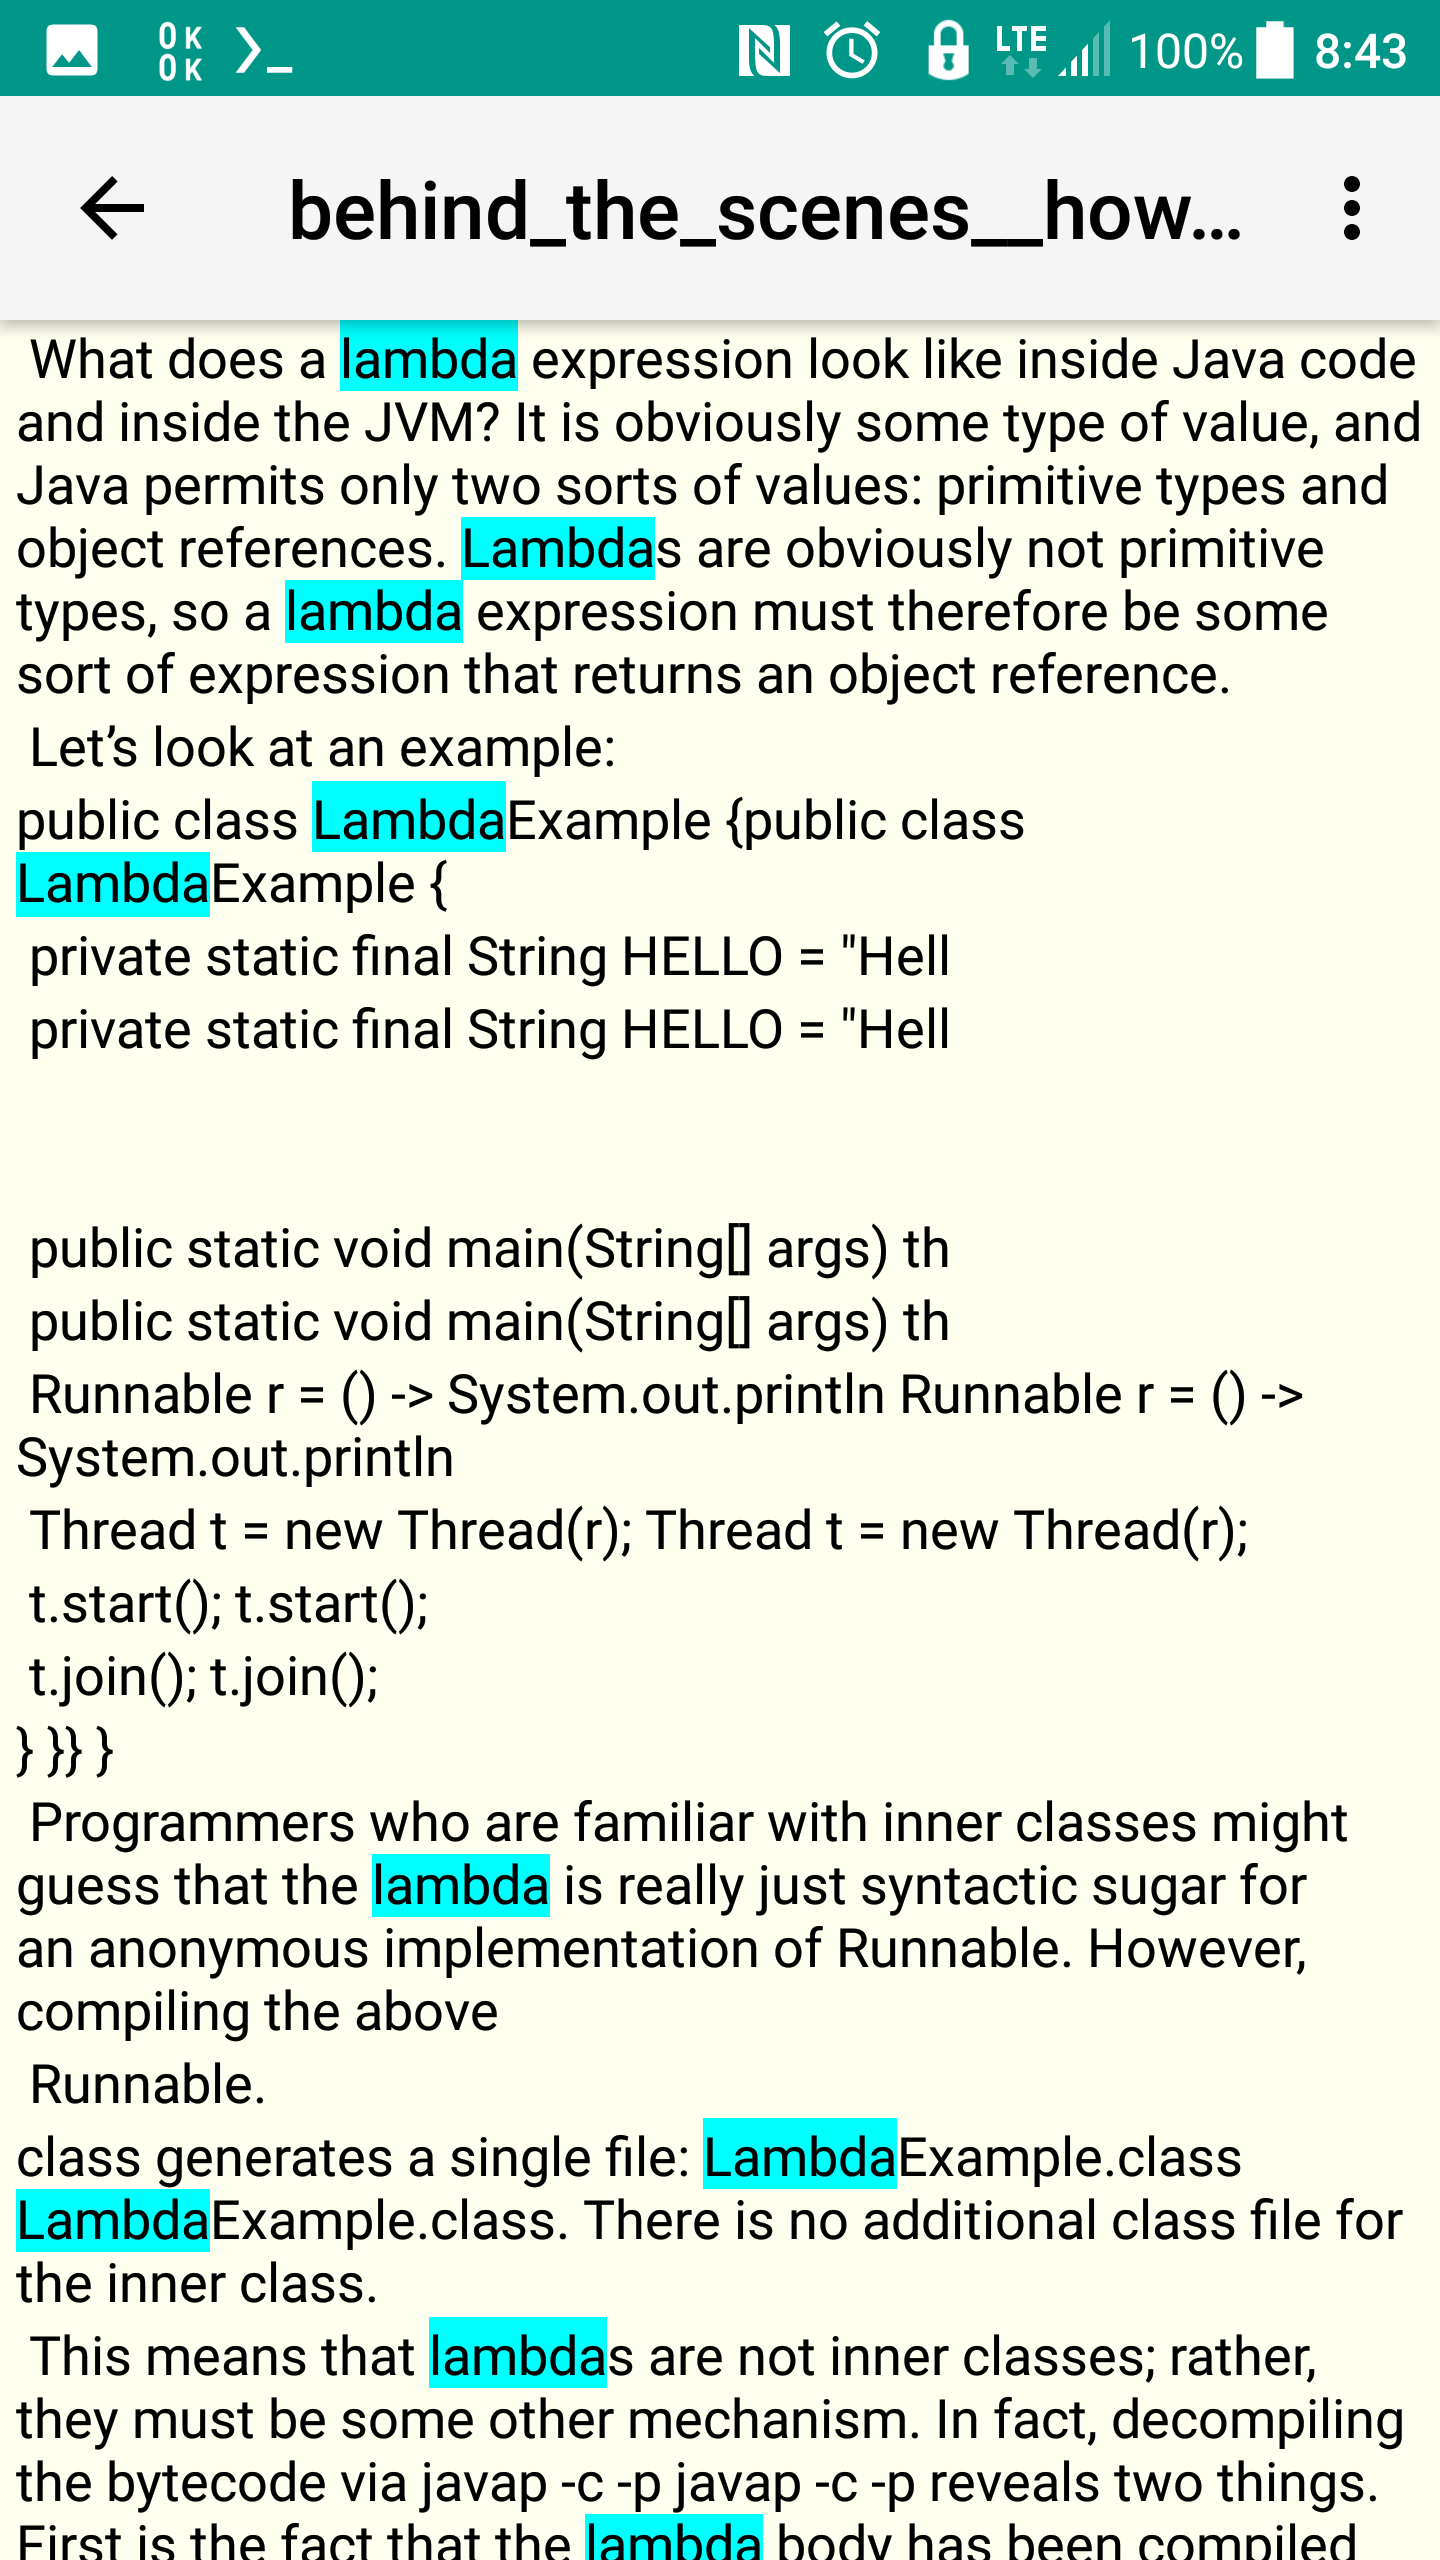 0 K
0 K
LTE
100%
8:43
behind_the_scenes__how...
What does a lambda expression look like inside Java code
and inside the JVM? It is obviously some type of value, and
Java permits only two sorts of values: primitive types and
object references. Lambdas are obviously not primitive
types, so a lambda expression must therefore be some
sort of expression that returns an object reference.
Let’s look at an example:
public class LambdaExample {public class
LambdaExample {
private static final String HELLO = "Hell
private static final String HELLO = "Hell
public static void main(String[] args) th
public static void main(String[] args) th
Runnable r = () -> System.out.println Runnable r = () ->
System.out.println
Thread t = new Thread(r); Thread t = new Thread(r);
t.start(); t.start();
t.join(); t.join();
} }} }
Programmers who are familiar with inner classes might
guess that the lambda is really just syntactic sugar for
an anonymous implementation of Runnable. However,
compiling the above
Runnable.
class generates a single file: LambdaExample.class
LambdaExample.class. There is no additional class file for
the inner class.
This means that lambdas are not inner classes; rather,
they must be some other mechanism. In fact, decompiling
the bytecode via javap -c -p javap -c -p reveals two things.
First is the fact that the lambda body has been compiled